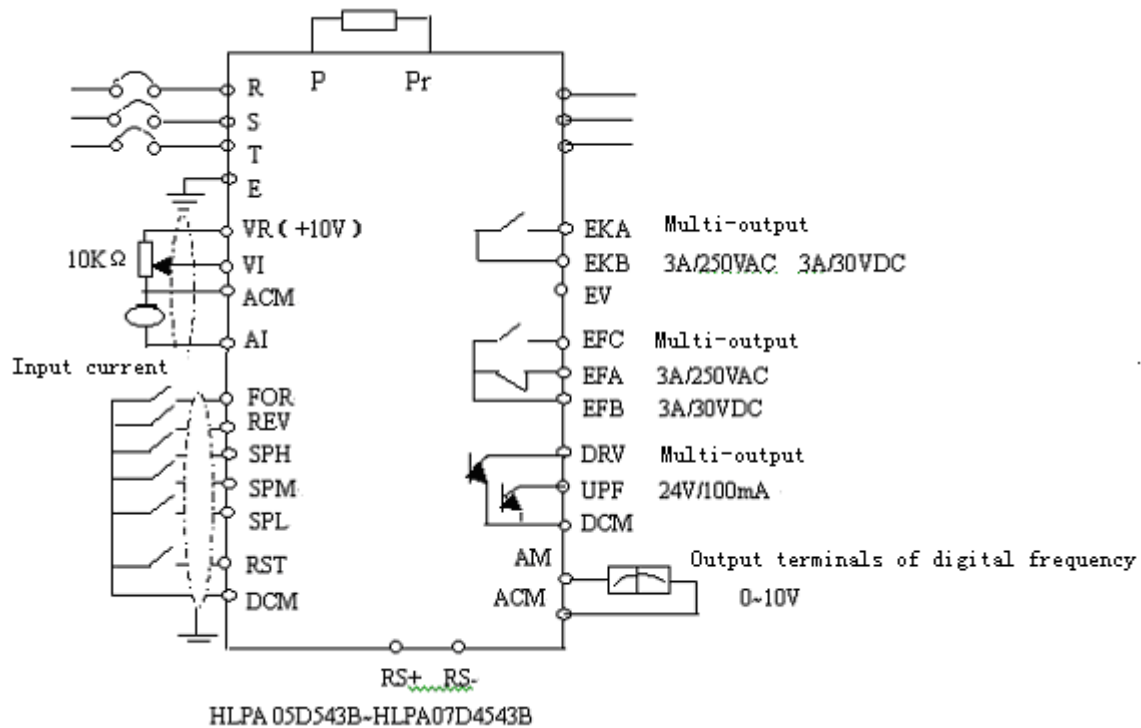 P Pr
R
S
T
E
VR ( +10V )
10KΩ
VI
ACM
AI
Input current
FOR
REV
SPH
SPM
SPL
RST
DCM
EKA Multi-output
EKB 3A/250VAC 3A/30VDC
EV
EFC Multi-output
EFA 3A/250VAC
EFB 3A/30VDC
DRV Multi-output
UPF 24V/100mA
DCM
AM Output terminals of digital frequency
ACM 0~10V
RS+ RS-
HLPA05D543B~HLPA07D4543B